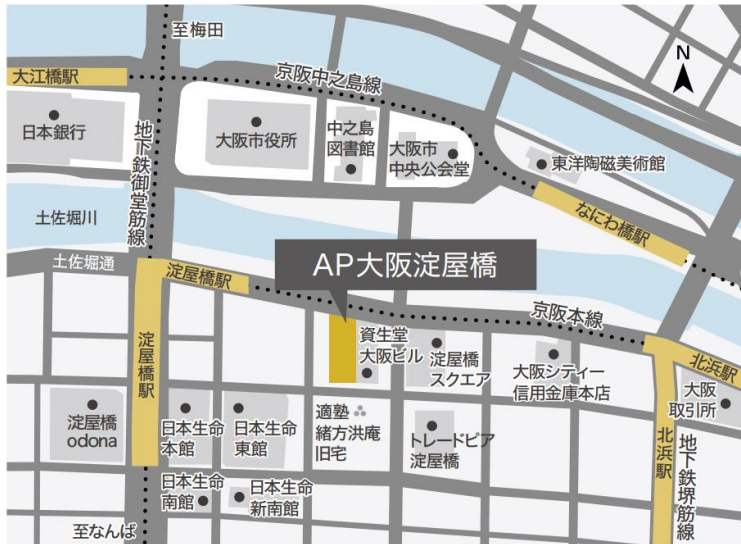 至梅田
N
大江橋駅
京阪中之島線
日本銀行
地下鉄御堂筋線
大阪市役所
中之島
図書館
大阪市
中央公会堂
東洋陶磁美術館
なにわ橋駅
土佐堀川
土佐堀通
淀屋橋駅
AP大阪淀屋橋
京阪本線
淀屋橋駅
資生堂
大阪ビル
淀屋橋
スクエア
大阪シティー
信用金庫本店
北浜駅
大阪
取引所
淀屋橋
odona
日本生命
本館
日本生命
東館
適塾
緒方洪庵
旧宅
トレードピア
淀屋橋
北浜駅
地下鉄堺筋線
日本生命
南館
日本生命
新南館
至なんば